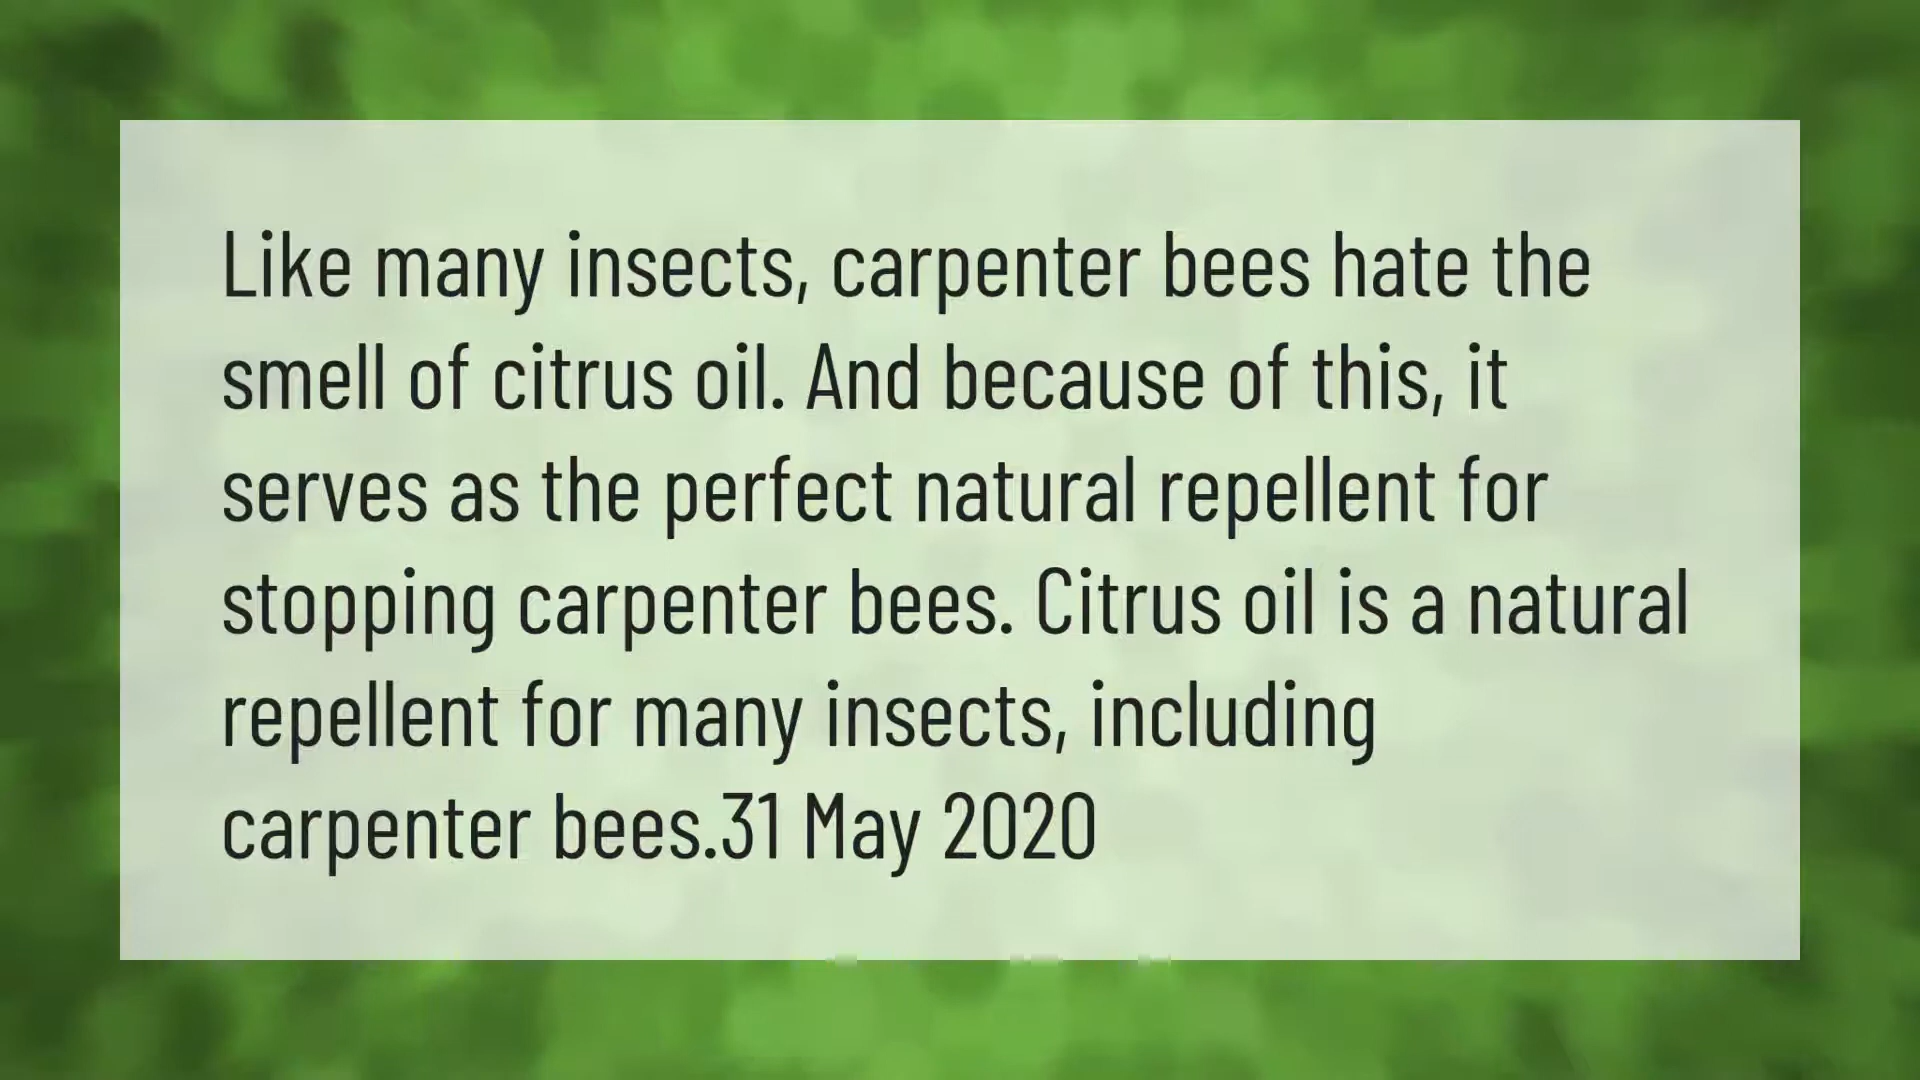 Like many insects, carpenter bees hate the
smell of citrus oil. And because of this, it
serves as the perfect natural repellent for
stopping carpenter bees. Citrus oil is a natural
repellent for many insects, including
carpenter bees.31 May 2020